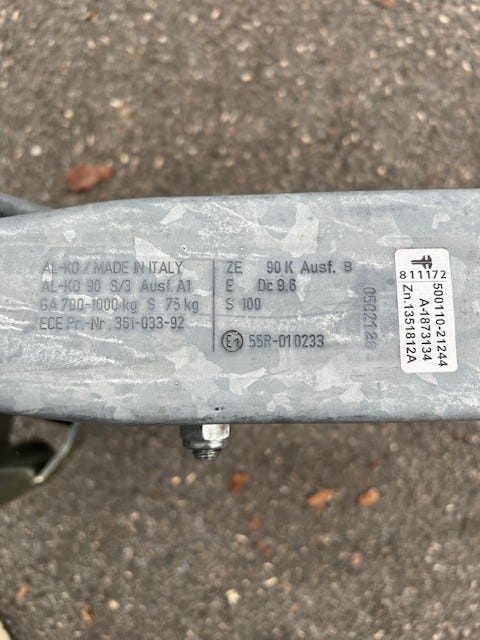 AL-KO / MADE IN ITALY
AL-KO 90 S/3 Ausf. A1
GA 700-1000 kg S 75 kg
ECE Pr.-Nr. 361-033-92
ZE 90 K Ausf. B
E Dc 9.6
S 100
E1 55R-01 0233
811172
500110-21244
A-1873134
Zn.1351812A